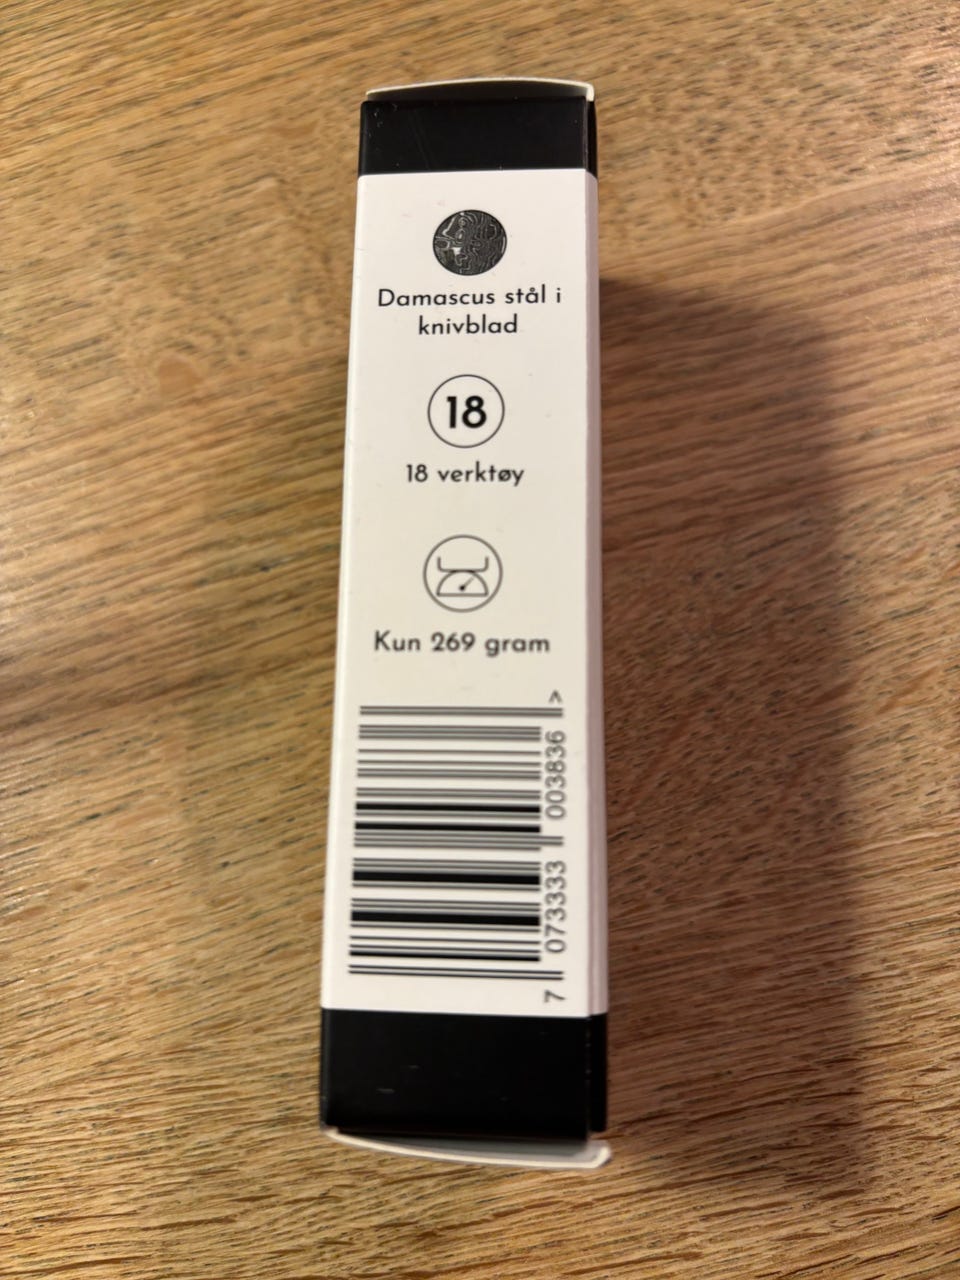 Damascus stål i
knivblad
18
18 verktøy
Kun 269 gram
7 073333 003836 >